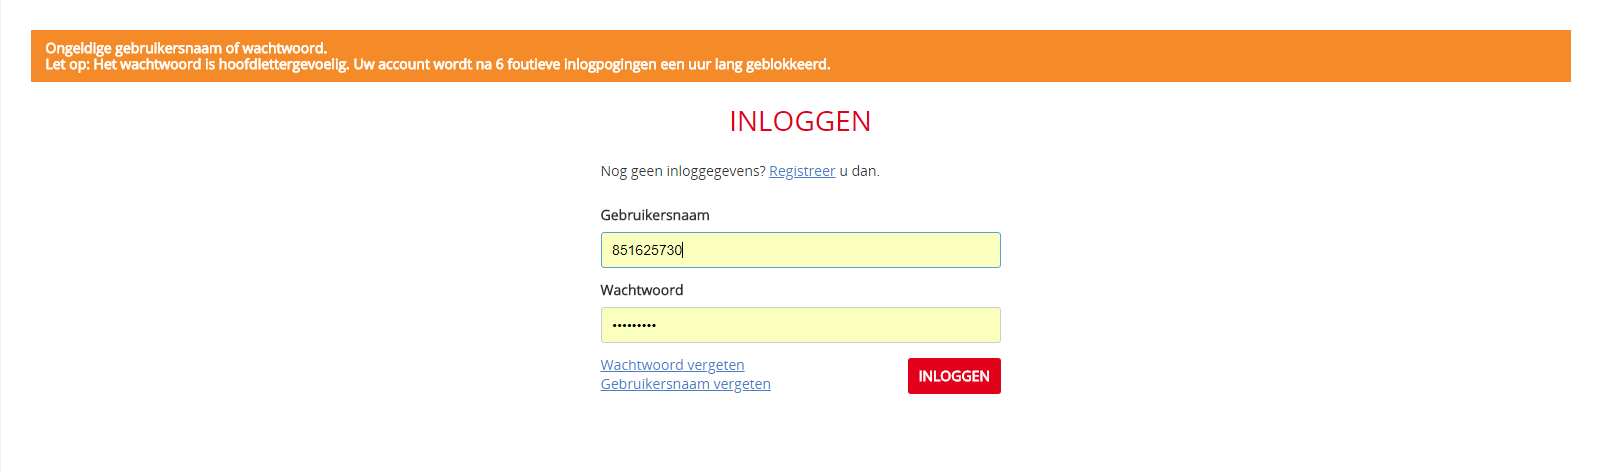 Ongeldige gebruikersnaam of wachtwoord.
Let op: Het wachtwoord is hoofdlettergevoelig. Uw account wordt na 6 foutieve inlogpogingen een uur lang geblokkeerd.
INLOGGEN
Nog geen inloggegevens? Registreer u dan.
Gebruikersnaam
851625730
Wachtwoord
•••••••••
Wachtwoord vergeten
Gebruikersnaam vergeten
INLOGGEN